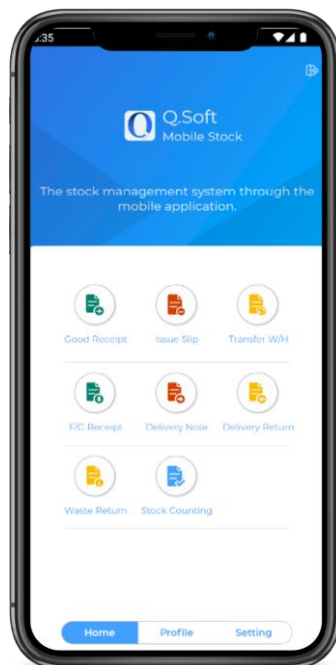 :35
Q.Soft
Mobile Stock
The stock management system through the
mobile application.
Good Receipt
Issue Slip
Transfer W/H
F/G Receipt
Delivery Note
Delivery Return
Waste Return
Stock Counting
Home
Profile
Setting